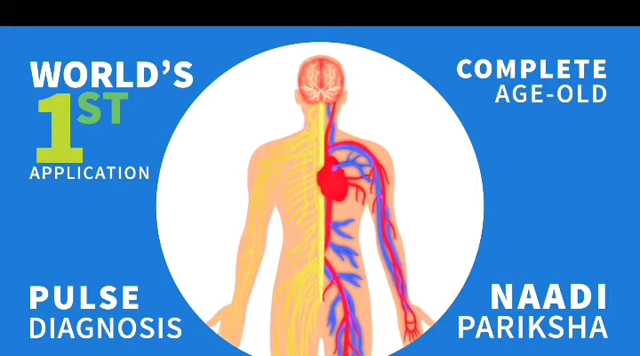 WORLD'S
1ST
APPLICATION
COMPLETE
AGE-OLD
PULSE
DIAGNOSIS
NAADI
PARIKSHA